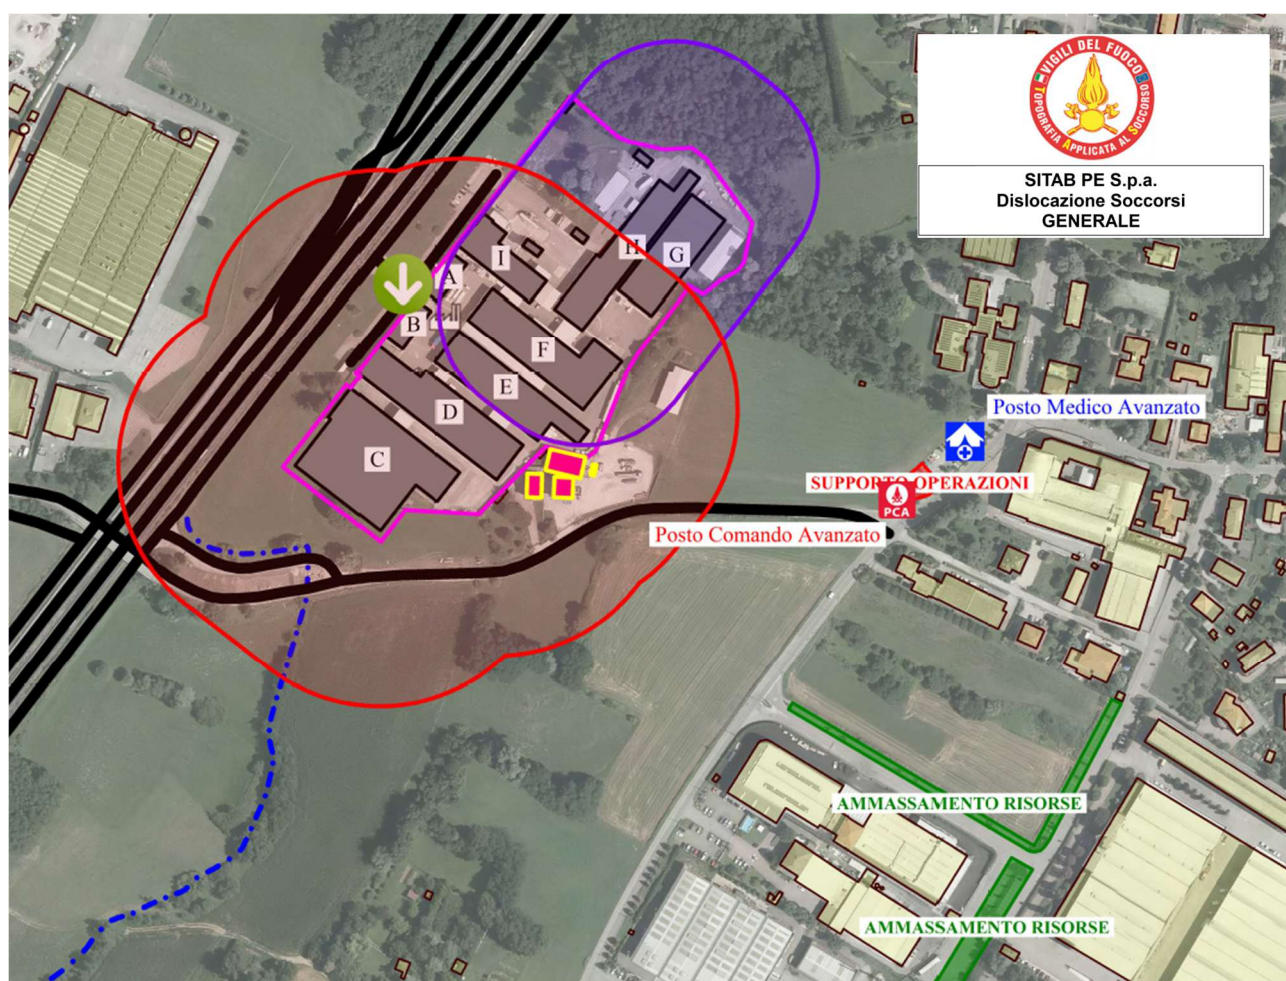 VIGILI DEL FUOCO
TOPOGRAFIA APPLICATA AL SOCCORSO
SITAB PE S.p.a.
Dislocazione Soccorsi
GENERALE
H
G
I
A
B
F
E
D
C
Posto Medico Avanzato
SUPPORTO OPERAZIONI
PCA
Posto Comando Avanzato
AMMASSAMENTO RISORSE
AMMASSAMENTO RISORSE